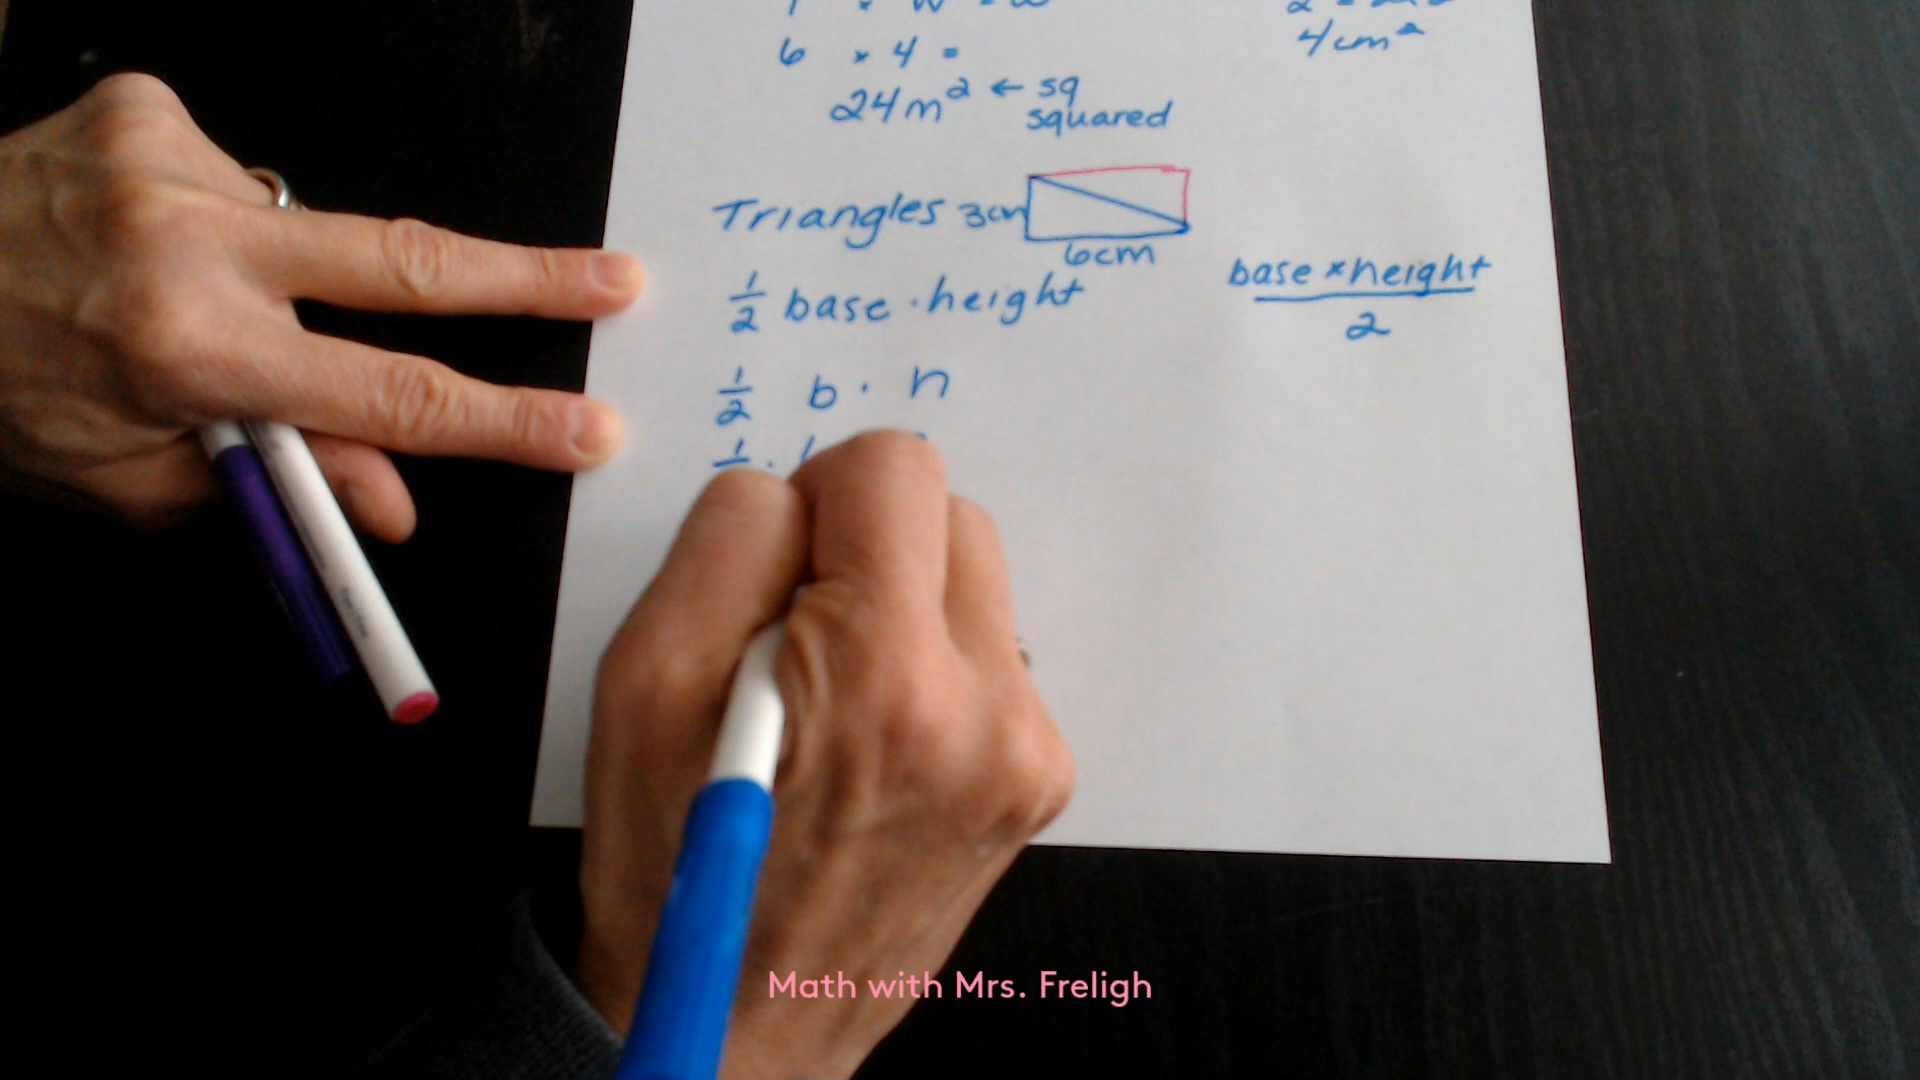 6 × 4 =
24m² ← sq
squared
4cm²
Triangles 3cm
6cm
1/2 base · height
base × height
2
1/2 b · h
Math with Mrs. Freligh